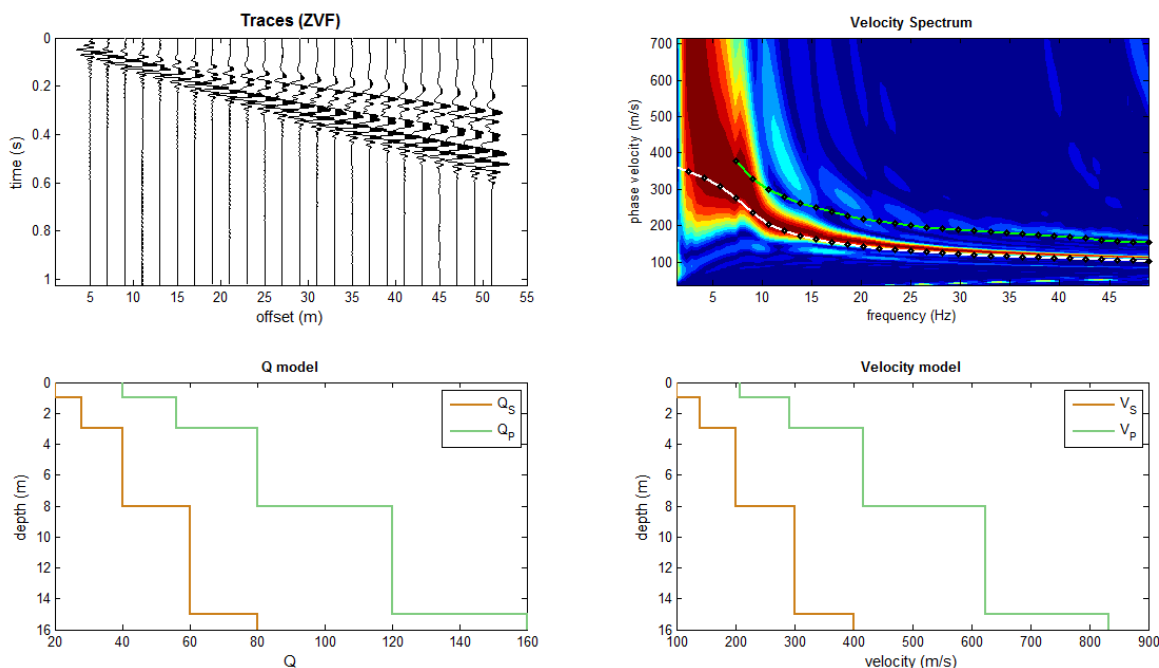 Traces (ZVF)
0
0.2
0.4
0.6
0.8
1
time (s)
5 10 15 20 25 30 35 40 45 50 55
offset (m)
Velocity Spectrum
700
600
500
400
300
200
100
phase velocity (m/s)
5 10 15 20 25 30 35 40 45
frequency (Hz)
Q model
0
2
4
6
8
10
12
14
16
depth (m)
20 40 60 80 100 120 140 160
Q
Q_S
Q_P
Velocity model
0
2
4
6
8
10
12
14
16
depth (m)
100 200 300 400 500 600 700 800 900
velocity (m/s)
V_S
V_P